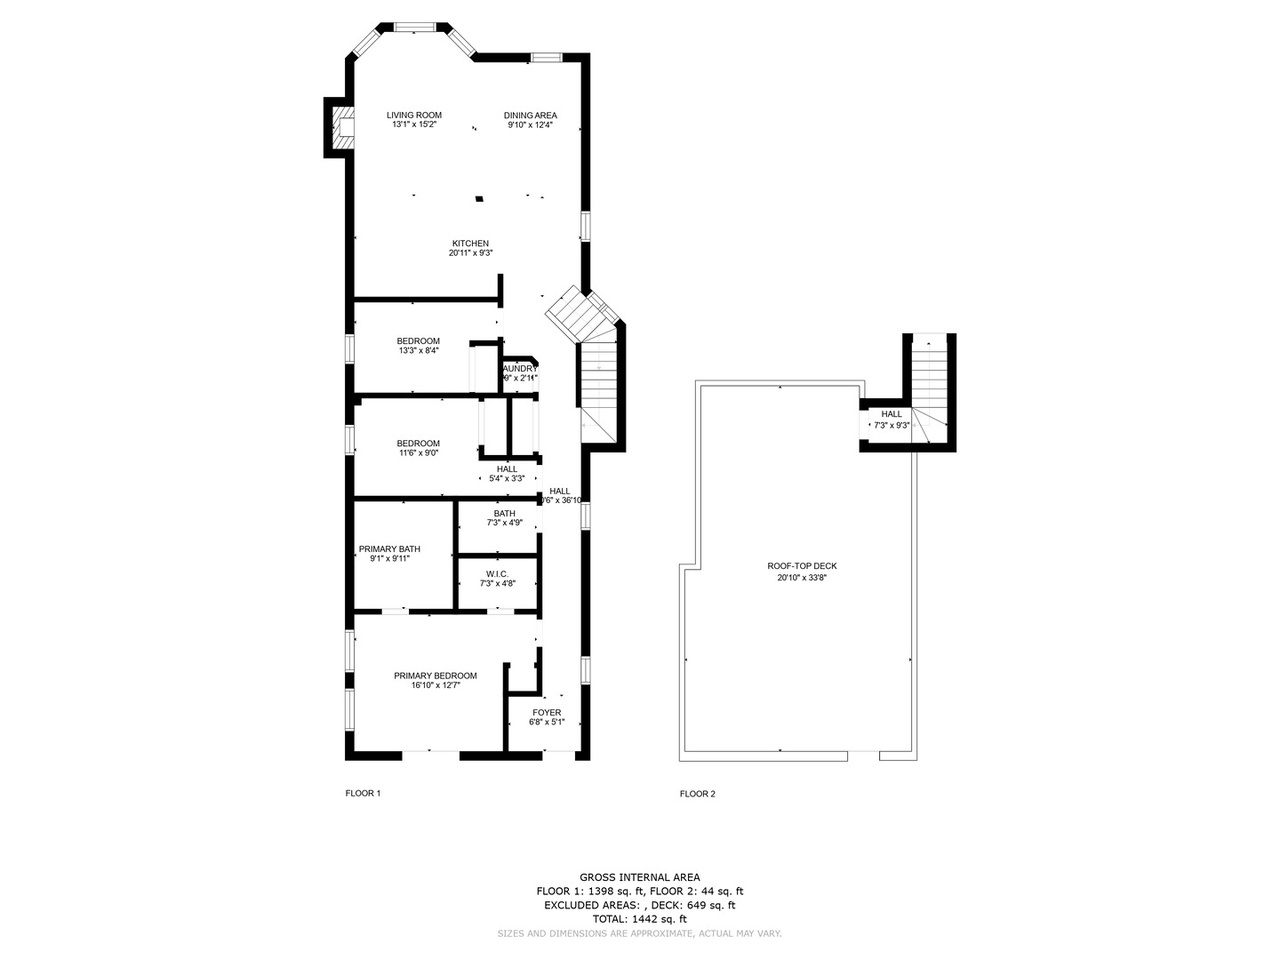 LIVING ROOM
13'1" x 15'2"
DINING AREA
9'10" x 12'4"
KITCHEN
20'11" x 9'3"
BEDROOM
13'3" x 8'4"
AUNDRY
9" x 2'11"
BEDROOM
11'6" x 9'0"
HALL
5'4" x 3'3"
HALL
'6" x 36'10
BATH
7'3" x 4'9"
PRIMARY BATH
9'1" x 9'11"
W.I.C.
7'3" x 4'8"
PRIMARY BEDROOM
16'10" x 12'7"
FOYER
6'8" x 5'1"
FLOOR 1
HALL
7'3" x 9'3"
ROOF-TOP DECK
20'10" x 33'8"
FLOOR 2
GROSS INTERNAL AREA
FLOOR 1: 1398 sq. ft, FLOOR 2: 44 sq. ft
EXCLUDED AREAS: , DECK: 649 sq. ft
TOTAL: 1442 sq. ft
SIZES AND DIMENSIONS ARE APPROXIMATE, ACTUAL MAY VARY.